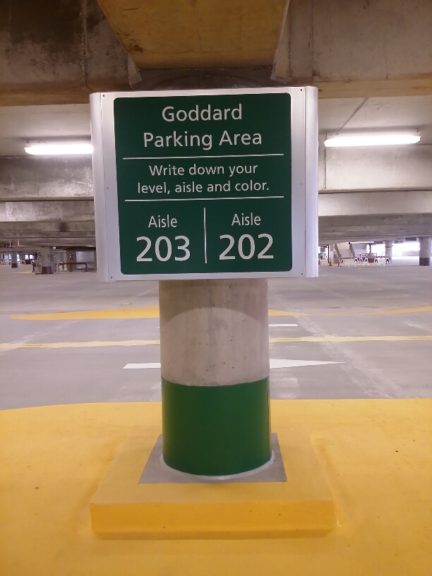 Goddard
Parking Area
Write down your
level, aisle and color.
Aisle
203
Aisle
202